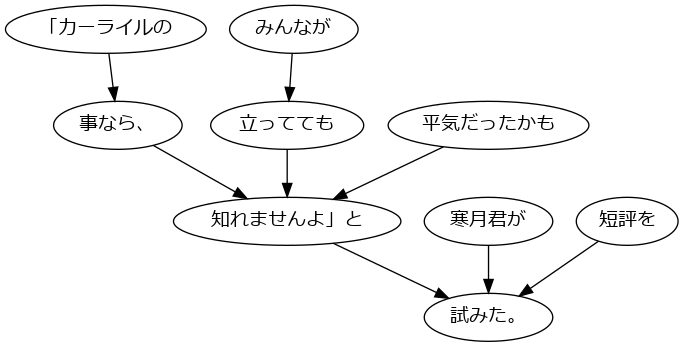 「カーライルの
みんなが
事なら、
立ってても
平気だったかも
知れませんよ」と
寒月君が
短評を
試みた。